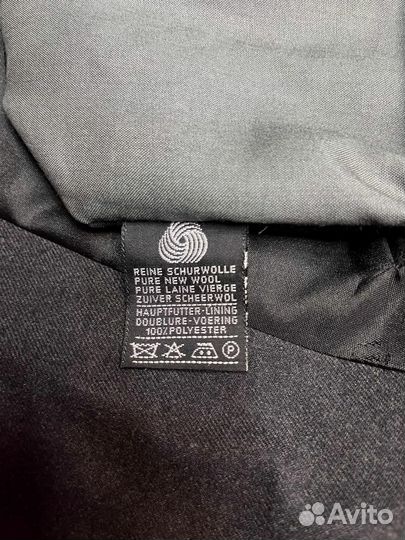 REINE SCHURWOLLE
PURE NEW WOOL
PURE LAINE VIERGE
ZUIVER SCHEERWOL
HAUPTFUTTER-LINING
DOUBLURE-VOERING
100% POLYESTER
A P
Avito